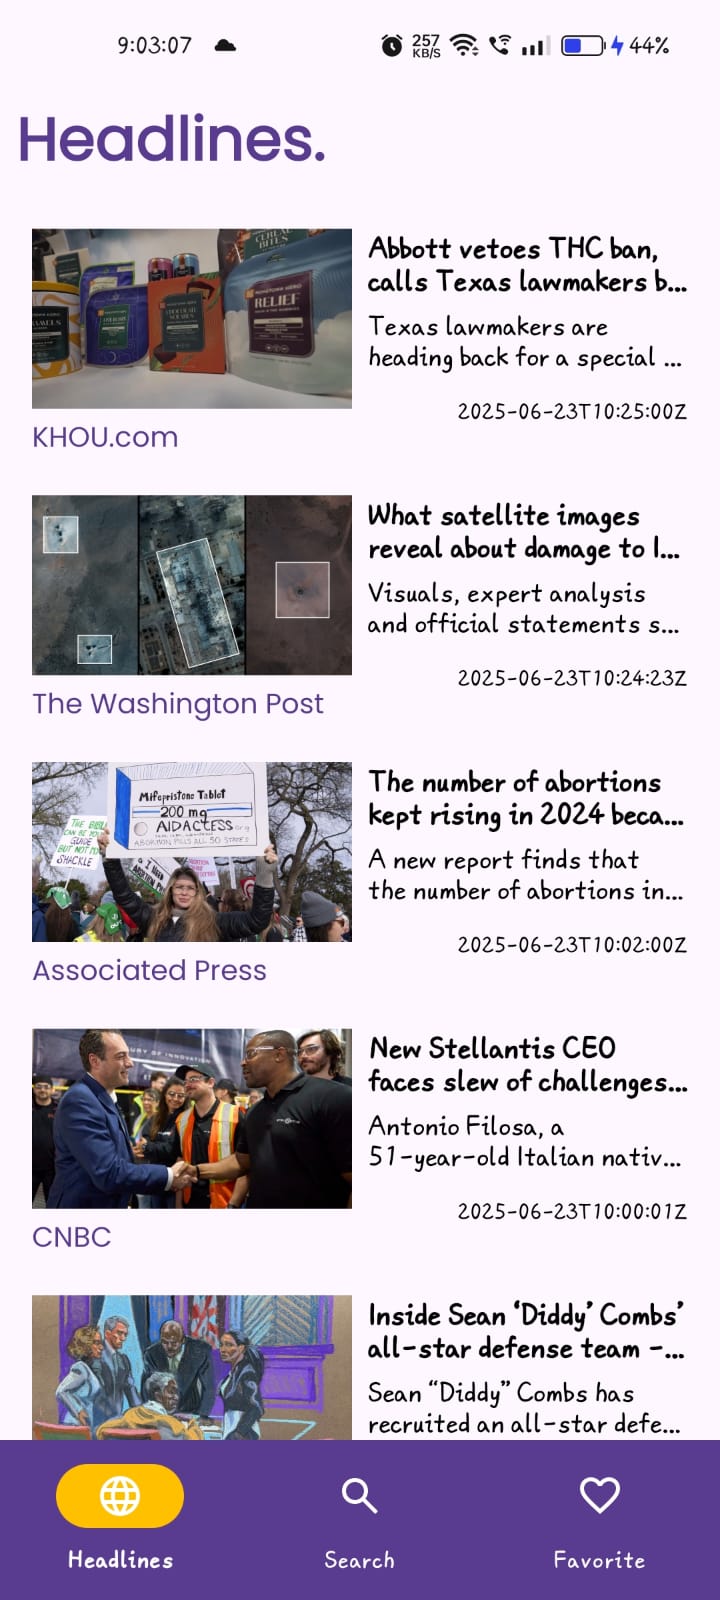 9:03:07
257
KB/S
44%
Headlines.
CEREAL
BITES
RELIEF
Abbott vetoes THC ban,
calls Texas lawmakers b...
Texas lawmakers are
heading back for a special ...
2025-06-23T10:25:00Z
KHOU.com
What satellite images
reveal about damage to I...
Visuals, expert analysis
and official statements s...
2025-06-23T10:24:23Z
The Washington Post
Mifepristone Tablet
200 mg
AIDACCESS
ABORTION PILLS ALL 50 STATES
THE BIBLE
CAN BE YOUR
GUIDE
BUT NOT MY
SHACKLE
The number of abortions
kept rising in 2024 beca...
A new report finds that
the number of abortions in...
2025-06-23T10:02:00Z
Associated Press
New Stellantis CEO
faces slew of challenges...
Antonio Filosa, a
51-year-old Italian nativ...
2025-06-23T10:00:01Z
CNBC
Inside Sean ‘Diddy’ Combs’
all-star defense team -...
Sean “Diddy” Combs has
recruited an all-star defe...
Headlines
Search
Favorite